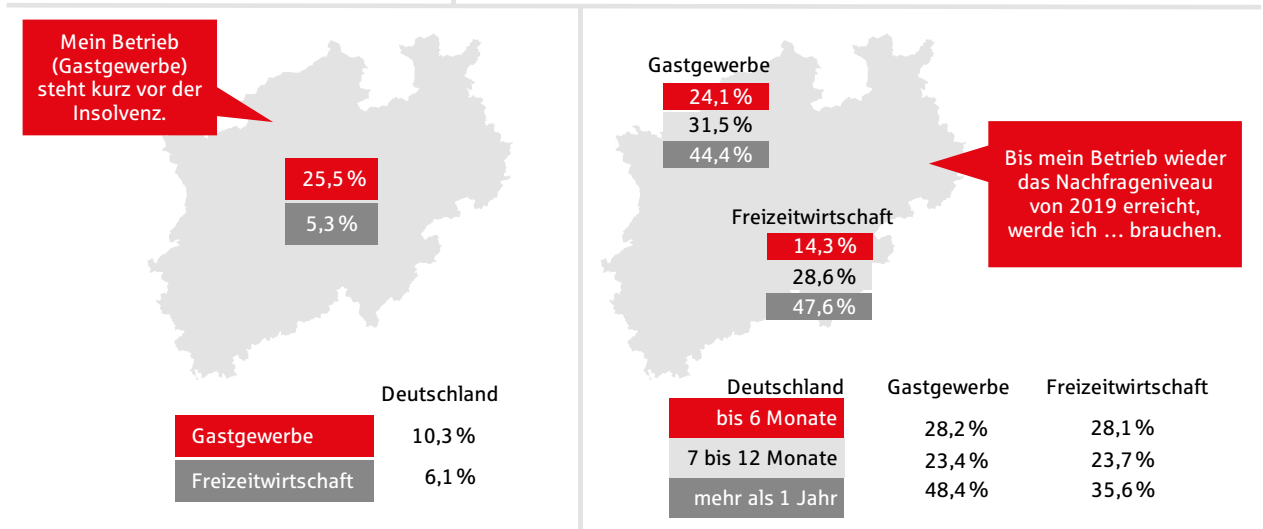 Mein Betrieb
(Gastgewerbe)
steht kurz vor der
Insolvenz.
25,5 %
5,3 %
Deutschland
Gastgewerbe 10,3 %
Freizeitwirtschaft 6,1 %
Gastgewerbe
24,1 %
31,5 %
44,4 %
Bis mein Betrieb wieder
das Nachfrageniveau
von 2019 erreicht,
werde ich … brauchen.
Freizeitwirtschaft
14,3 %
28,6 %
47,6 %
Deutschland Gastgewerbe Freizeitwirtschaft
bis 6 Monate 28,2 % 28,1 %
7 bis 12 Monate 23,4 % 23,7 %
mehr als 1 Jahr 48,4 % 35,6 %